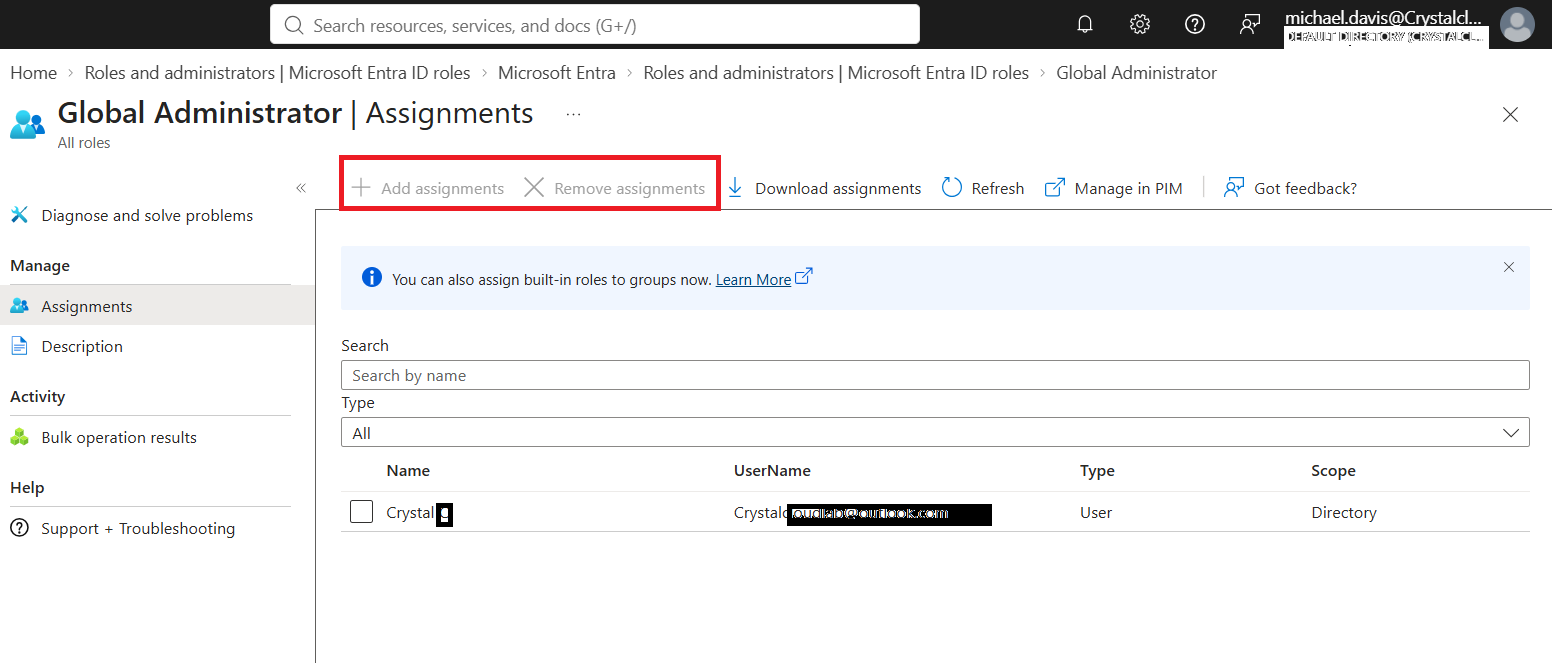 Search resources, services, and docs (G+/)
michael.davis@Crystalcl...
DEFAULT DIRECTORY (CRYSTALCL...
Home > Roles and administrators | Microsoft Entra ID roles > Microsoft Entra > Roles and administrators | Microsoft Entra ID roles > Global Administrator
Global Administrator | Assignments ...
All roles
Add assignments Remove assignments Download assignments Refresh Manage in PIM Got feedback?
Diagnose and solve problems
Manage
Assignments
Description
Activity
Bulk operation results
Help
Support + Troubleshooting
You can also assign built-in roles to groups now. Learn More
Search
Search by name
Type
All
Name UserName Type Scope
Crystal Crystalc User Directory